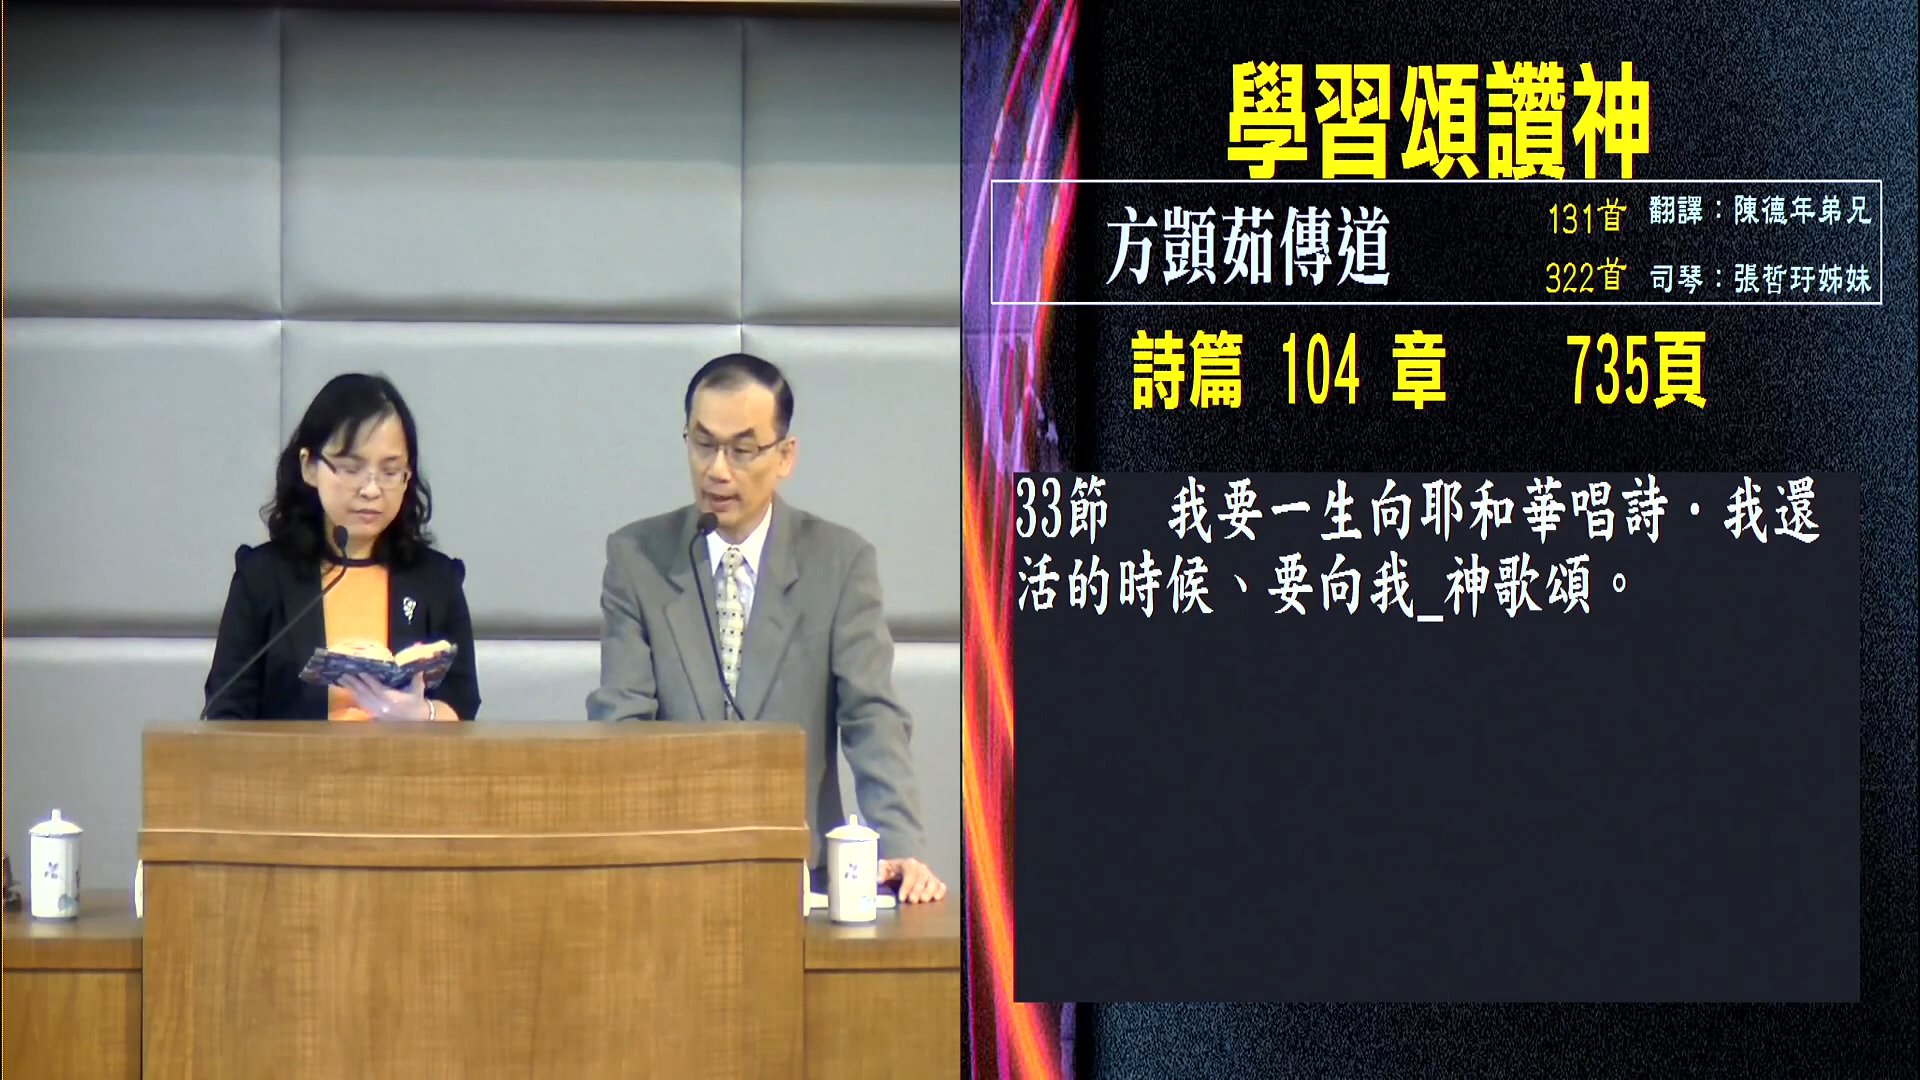 學習頌讚神
方顗茹傳道
131首 翻譯：陳德年弟兄
322首 司琴：張哲玗姊妹
詩篇 104 章 735頁
33節 我要一生向耶和華唱詩．我還
活的時候、要向我_神歌頌。